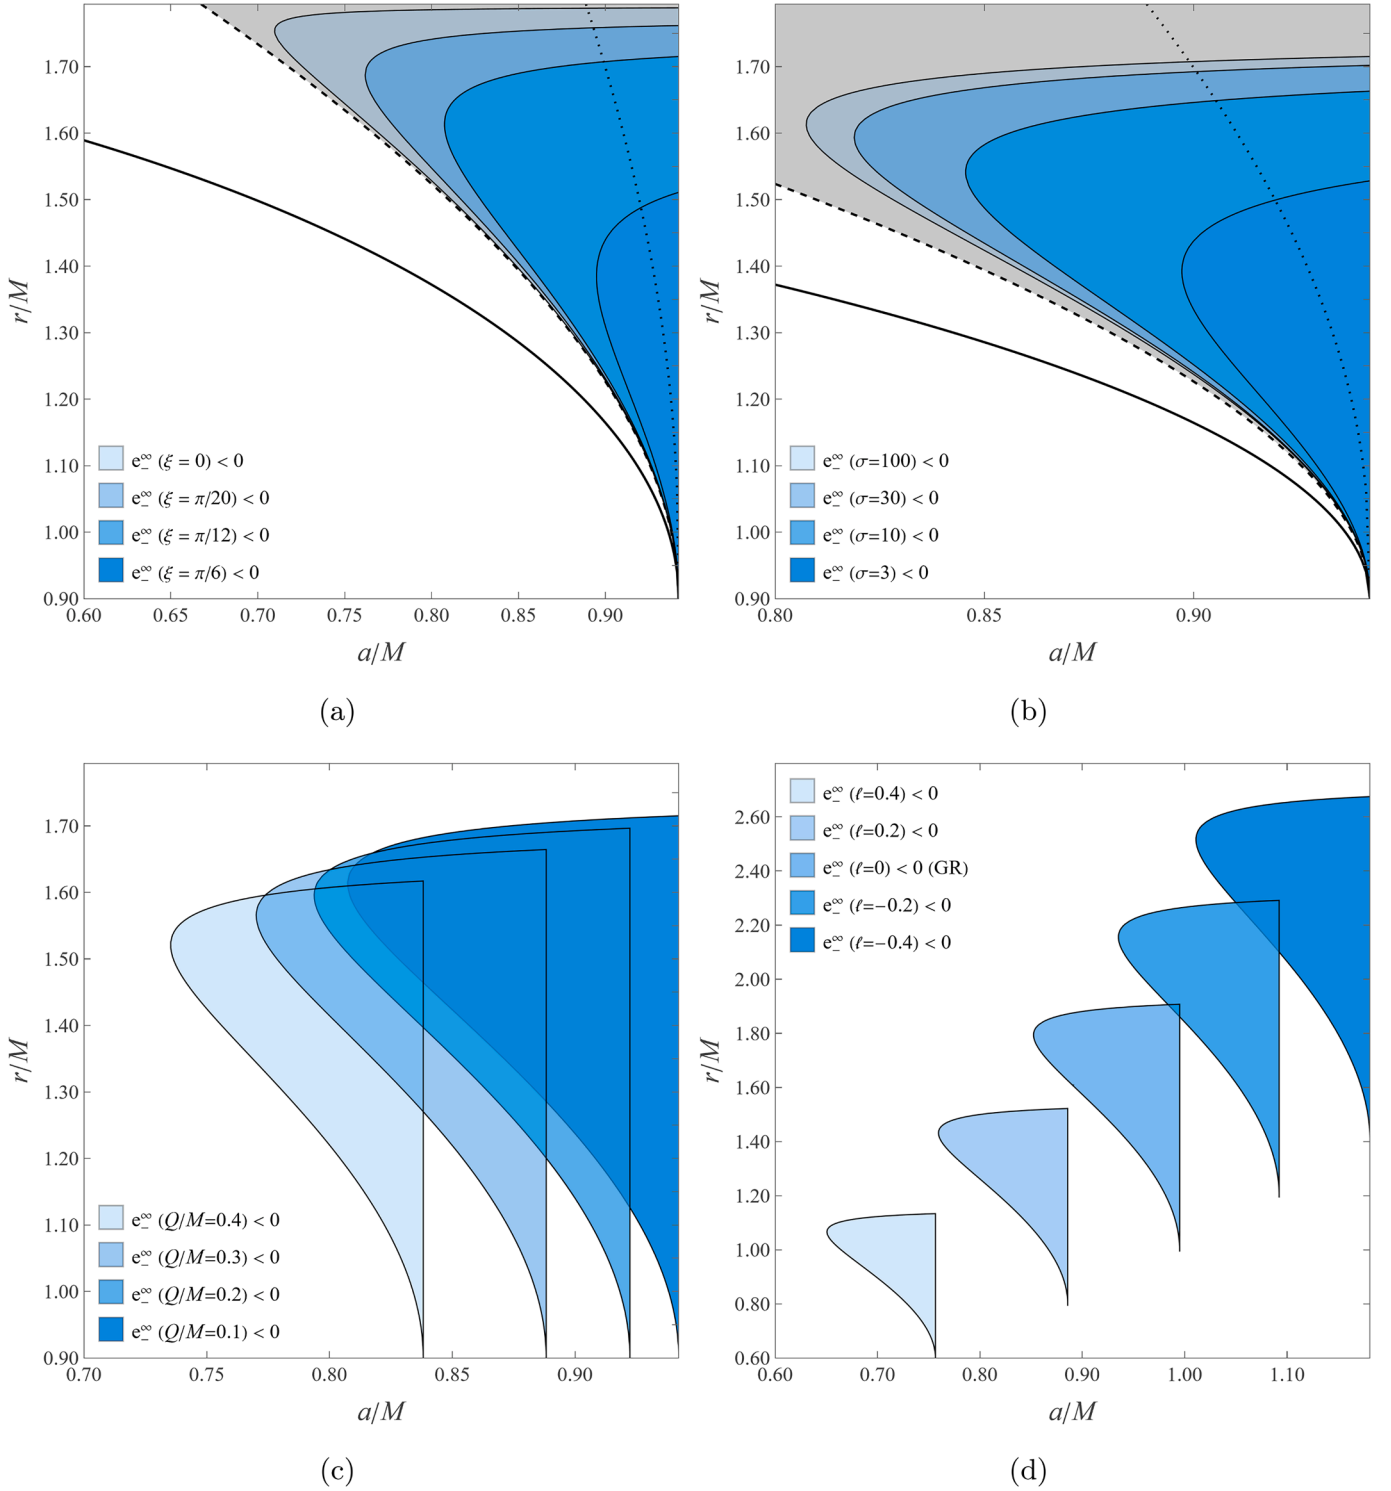 r/M
1.70
1.60
1.50
1.40
1.30
1.20
1.10
1.00
0.90
e∞− (ξ = 0) < 0
e∞− (ξ = π/20) < 0
e∞− (ξ = π/12) < 0
e∞− (ξ = π/6) < 0
0.60 0.65 0.70 0.75 0.80 0.85 0.90
a/M
(a)
r/M
1.70
1.60
1.50
1.40
1.30
1.20
1.10
1.00
0.90
e∞− (σ=100) < 0
e∞− (σ=30) < 0
e∞− (σ=10) < 0
e∞− (σ=3) < 0
0.80 0.85 0.90
a/M
(b)
r/M
1.70
1.60
1.50
1.40
1.30
1.20
1.10
1.00
0.90
e∞− (Q/M=0.4) < 0
e∞− (Q/M=0.3) < 0
e∞− (Q/M=0.2) < 0
e∞− (Q/M=0.1) < 0
0.70 0.75 0.80 0.85 0.90
a/M
(c)
e∞− (ℓ=0.4) < 0
e∞− (ℓ=0.2) < 0
e∞− (ℓ=0) < 0 (GR)
e∞− (ℓ=−0.2) < 0
e∞− (ℓ=−0.4) < 0
r/M
2.60
2.40
2.20
2.00
1.80
1.60
1.40
1.20
1.00
0.80
0.60
0.60 0.70 0.80 0.90 1.00 1.10
a/M
(d)